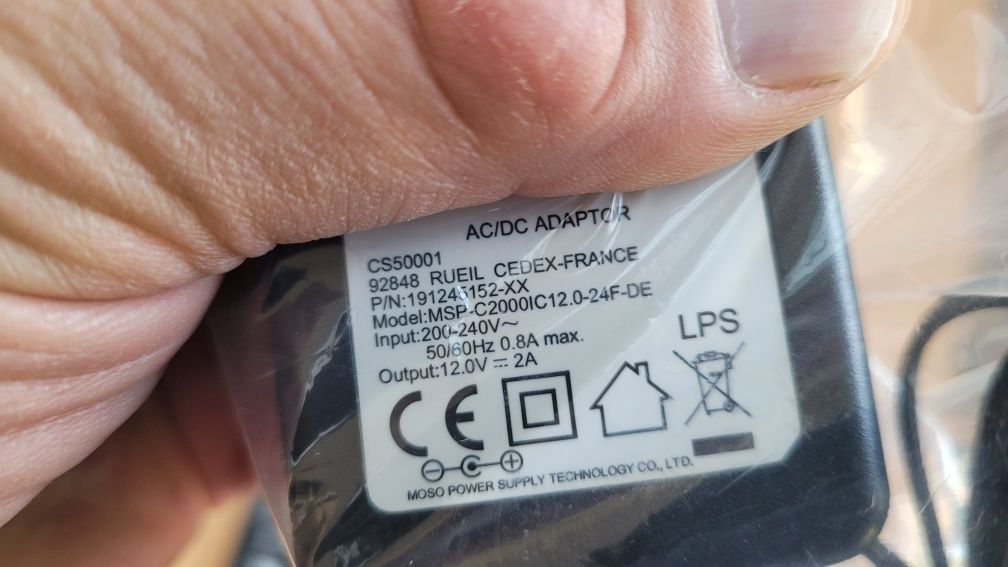 AC/DC ADAPTOR
CS50001
92848 RUEIL CEDEX-FRANCE
P/N:191245152-XX
Model:MSP-C2000IC12.0-24F-DE
Input:200-240V~
50/60Hz 0.8A max.
Output:12.0V ⎓ 2A
LPS
CE
MOSO POWER SUPPLY TECHNOLOGY CO., LTD.